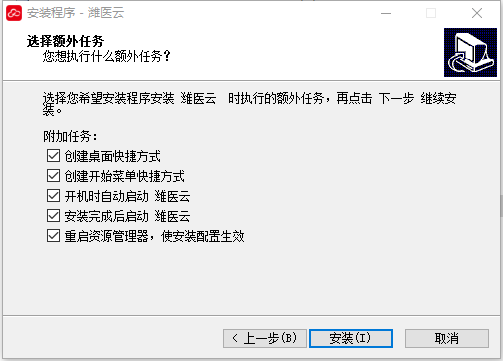 安装程序 - 潍医云
选择额外任务
您想执行什么额外任务？
选择您希望安装程序安装 潍医云 时执行的额外任务，再点击 下一步 继续安
装。
附加任务：
创建桌面快捷方式
创建开始菜单快捷方式
开机时自动启动 潍医云
安装完成后启动 潍医云
重启资源管理器，使安装配置生效
< 上一步(B)
安装(I)
取消